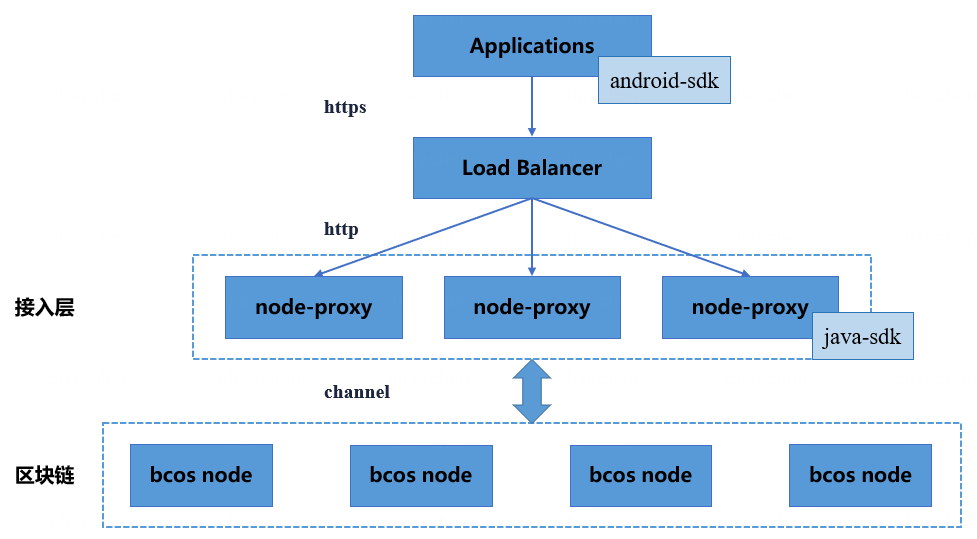 Applications
android-sdk
https
Load Balancer
http
接入层
node-proxy
node-proxy
node-proxy
java-sdk
channel
区块链
bcos node
bcos node
bcos node
bcos node